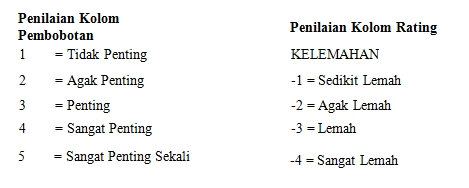 Penilaian Kolom
Pembobotan
Penilaian Kolom Rating
1 = Tidak Penting
KELEMAHAN
2 = Agak Penting
-1 = Sedikit Lemah
3 = Penting
-2 = Agak Lemah
4 = Sangat Penting
-3 = Lemah
5 = Sangat Penting Sekali
-4 = Sangat Lemah